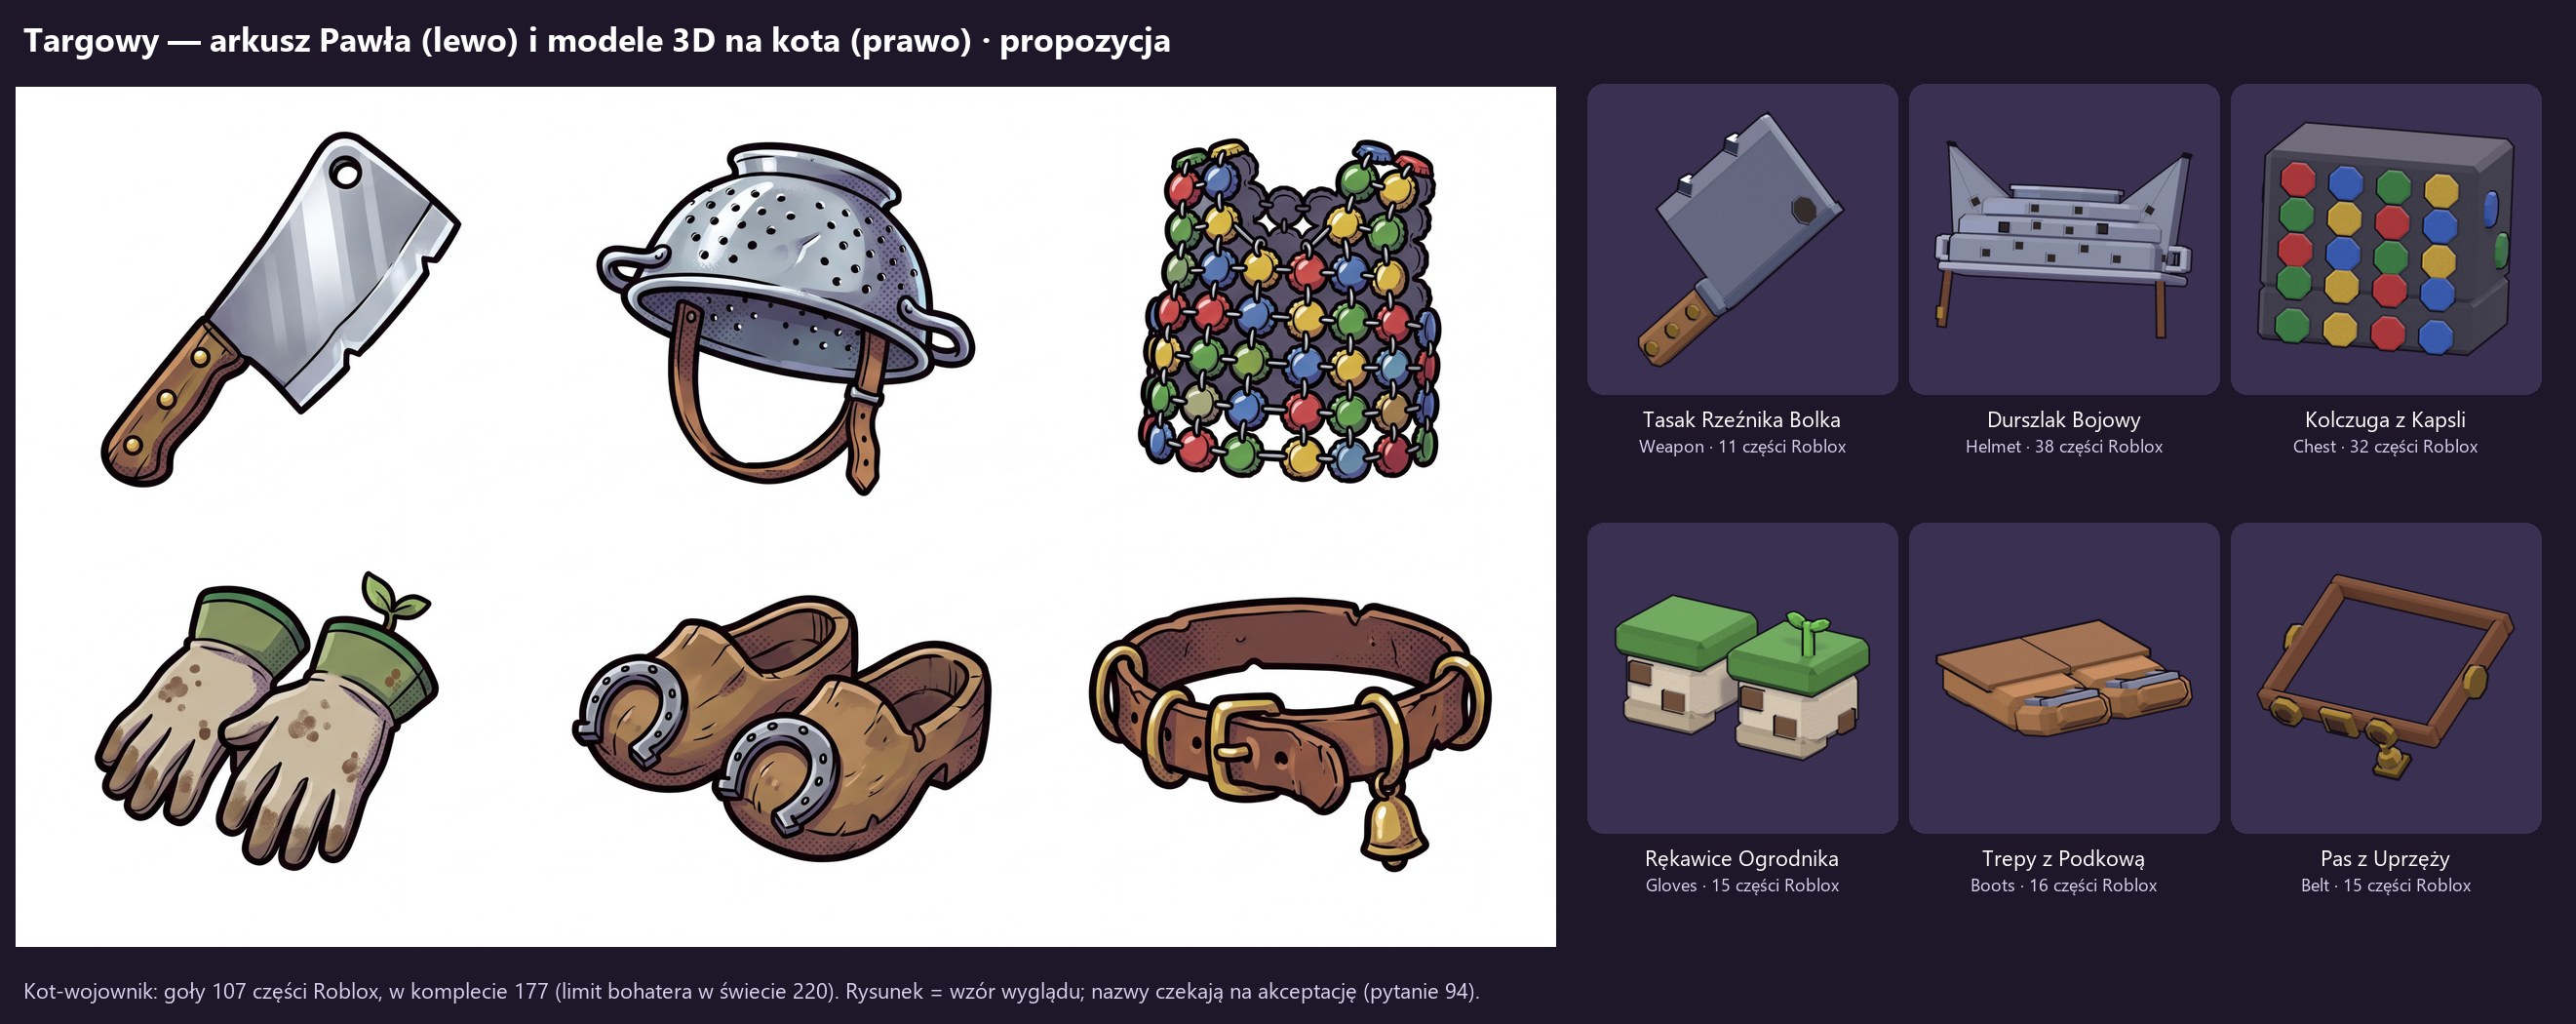 Targowy — arkusz Pawła (lewo) i modele 3D na kota (prawo) · propozycja
Tasak Rzeźnika Bolka
Weapon · 11 części Roblox
Durszlak Bojowy
Helmet · 38 części Roblox
Kolczuga z Kapsli
Chest · 32 części Roblox
Rękawice Ogrodnika
Gloves · 15 części Roblox
Trepy z Podkową
Boots · 16 części Roblox
Pas z Uprzęży
Belt · 15 części Roblox
Kot-wojownik: goły 107 części Roblox, w komplecie 177 (limit bohatera w świecie 220). Rysunek = wzór wyglądu; nazwy czekają na akceptację (pytanie 94).